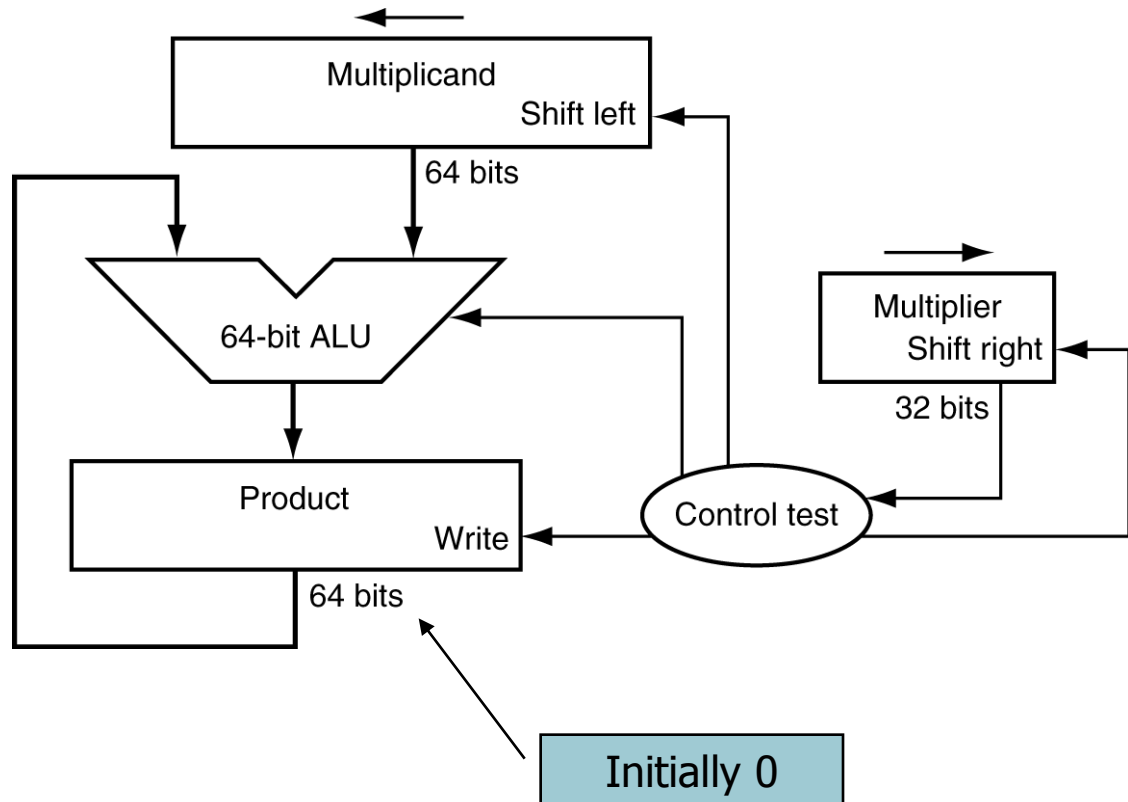 Multiplicand
Shift left
64 bits
64-bit ALU
Multiplier
Shift right
32 bits
Product
Write
Control test
64 bits
Initially 0